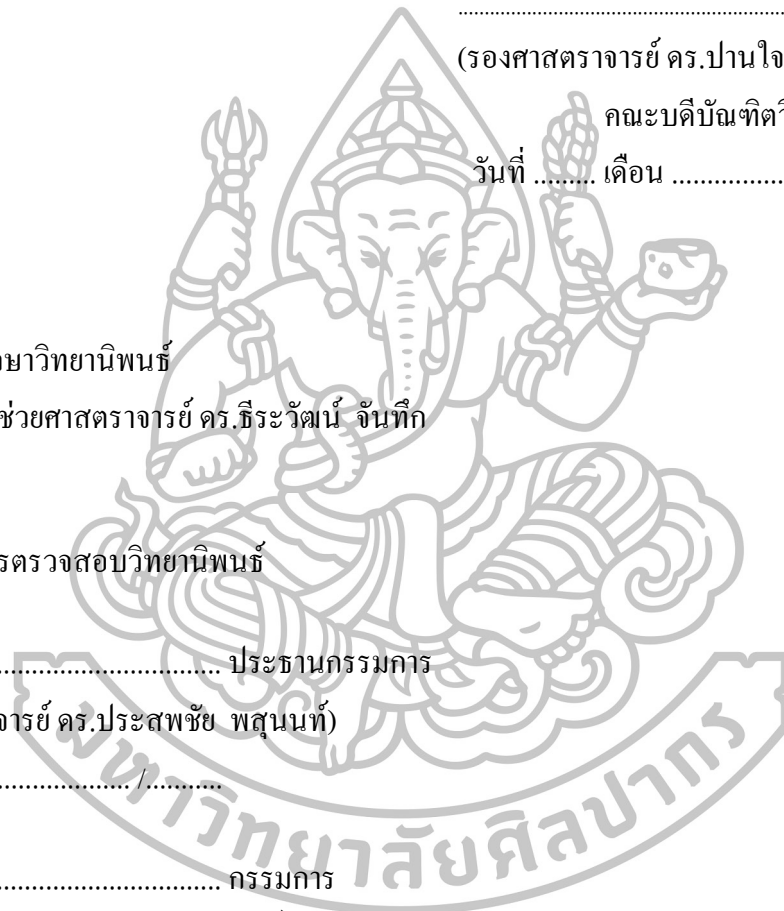 ........................................................
(รองศาสตราจารย์ ดร.ปานใจ
คณะบดีบัณฑิตวิ
วันที่ ......... เดือน ................
ษาวิทยานิพนธ์
ช่วยศาสตราจารย์ ดร.ธีระวัฒน์ จันทึก
รตรวจสอบวิทยานิพนธ์
................................ ประธานกรรมการ
จารย์ ดร.ประสพชัย พสุนนท์)
................... /...........
................................ กรรมการ
มหาวิทยาลัยศิลปากร